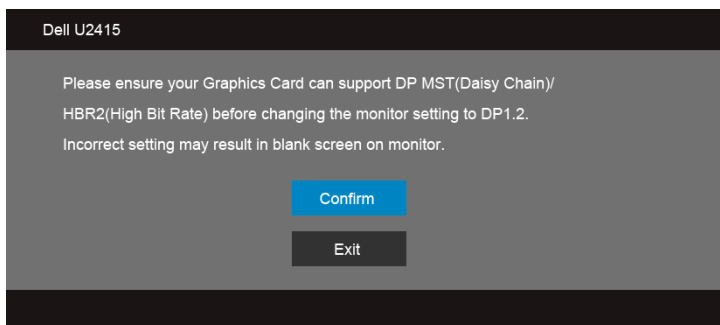 Dell U2415
Please ensure your Graphics Card can support DP MST(Daisy Chain)/
HBR2(High Bit Rate) before changing the monitor setting to DP1.2.
Incorrect setting may result in blank screen on monitor.
Confirm
Exit